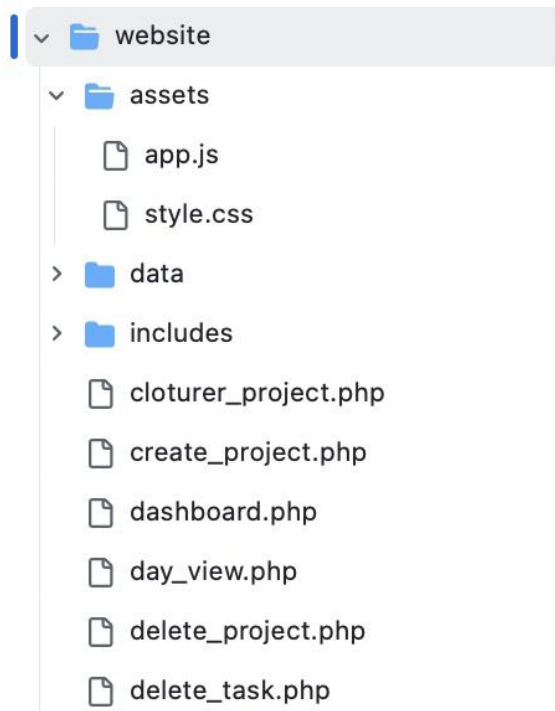 website
assets
app.js
style.css
data
includes
cloturer_project.php
create_project.php
dashboard.php
day_view.php
delete_project.php
delete_task.php